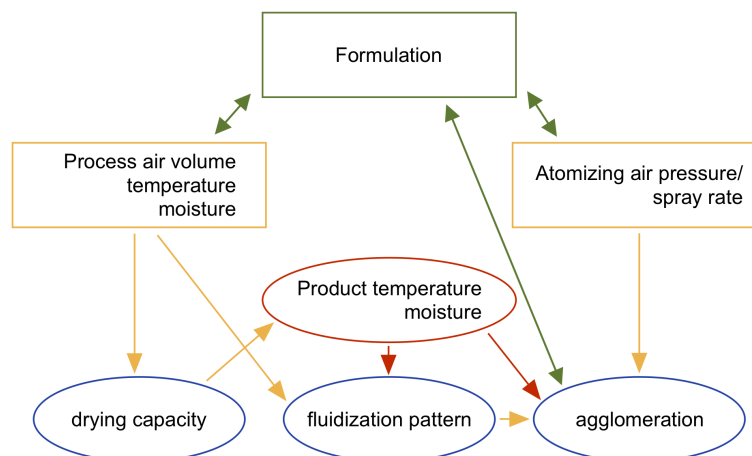 Formulation
Process air volume
temperature
moisture
Atomizing air pressure/
spray rate
Product temperature
moisture
drying capacity
fluidization pattern
agglomeration